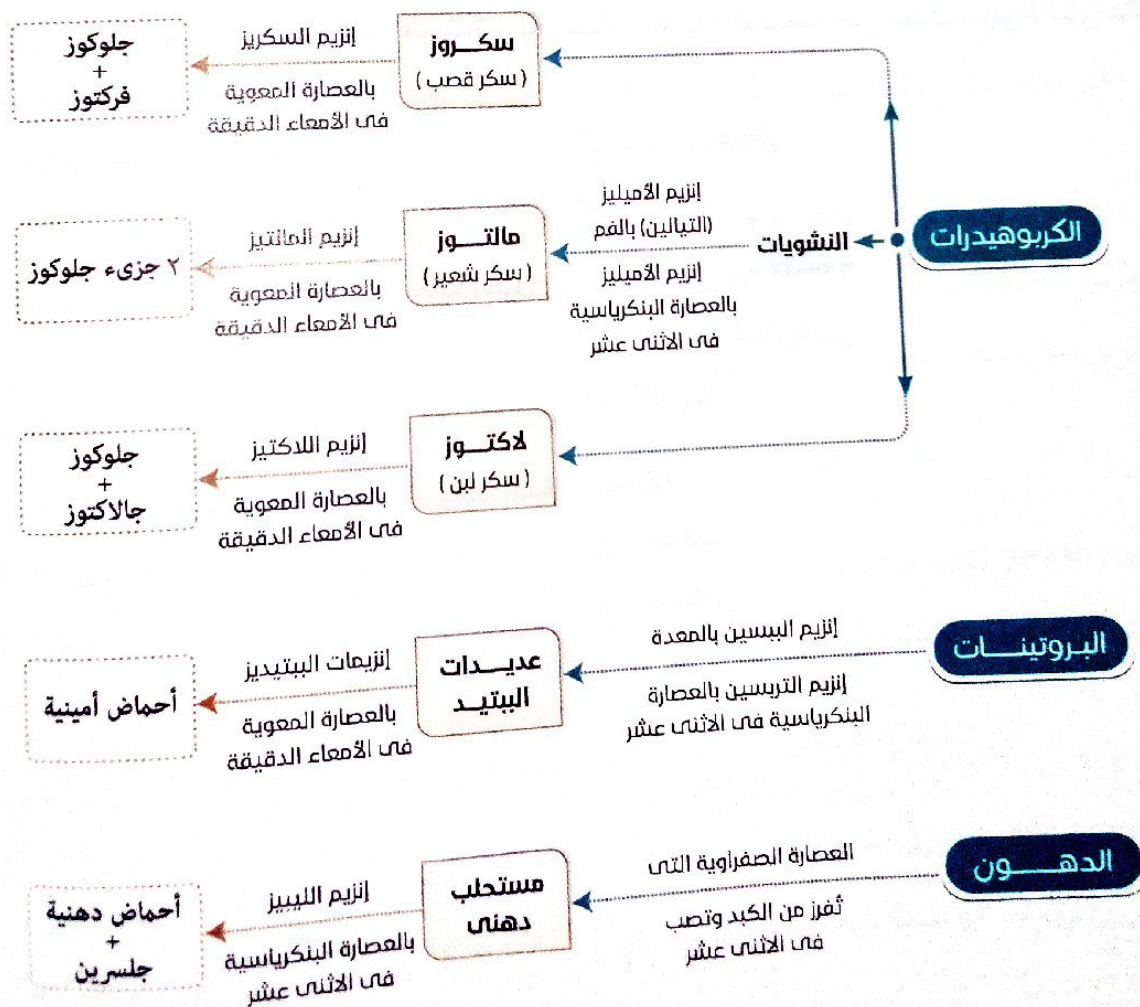 الكربوهيدرات
سكـــروز
( سكر قصب )
إنزيم السكريز
بالعصارة المعوية
فى الأمعاء الدقيقة
جلوكوز
+
فركتوز
النشويات
إنزيم الأميليز
(التيالين) بالفم
إنزيم الأميليز
بالعصارة البنكرياسية
فى الاثنى عشر
مالتــوز
( سكر شعير )
إنزيم المالتيز
بالعصارة المعوية
فى الأمعاء الدقيقة
٢ جزىء جلوكوز
لاكتــوز
( سكر لبن )
إنزيم اللاكتيز
بالعصارة المعوية
فى الأمعاء الدقيقة
جلوكوز
+
جالاكتوز
البـروتينـــات
إنزيم الببسين بالمعدة
إنزيم التربسين بالعصارة
البنكرياسية فى الاثنى عشر
عديـــدات
الببتيـــد
إنزيمات الببتيديز
بالعصارة المعوية
فى الأمعاء الدقيقة
أحماض أمينية
الدهـــــون
العصارة الصفراوية التى
تُفرز من الكبد وتصب
فى الاثنى عشر
مستحلب
دهنى
إنزيم الليبيز
بالعصارة البنكرياسية
فى الاثنى عشر
أحماض دهنية
+
جلسرين